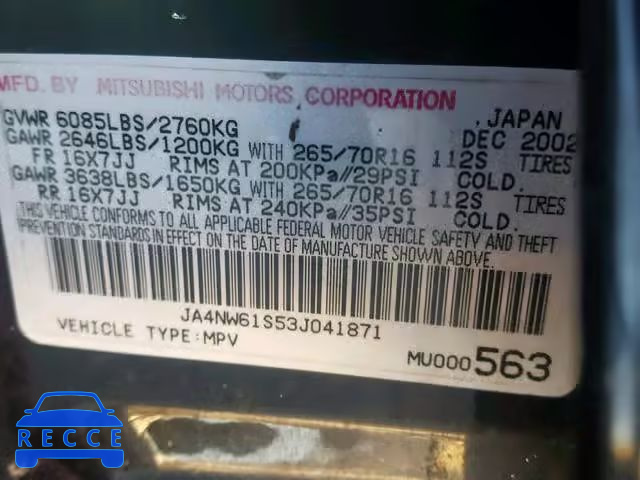 MFD. BY MITSUBISHI MOTORS CORPORATION, JAPAN
GVWR 6085LBS/2760KG DEC 2002
GAWR 2646LBS/1200KG WITH 265/70R16 112S TIRES
FR 16X7JJ RIMS AT 200KPa//29PSI COLD.
GAWR 3638LBS/1650KG WITH 265/70R16 112S TIRES
RR 16X7JJ RIMS AT 240KPa//35PSI COLD.
THIS VEHICLE CONFORMS TO ALL APPLICABLE FEDERAL MOTOR VEHICLE SAFETY AND THEFT
PREVENTION STANDARDS IN EFFECT ON THE DATE OF MANUFACTURE SHOWN ABOVE.
JA4NW61S53J041871
VEHICLE TYPE:MPV
MU000563
RECCE